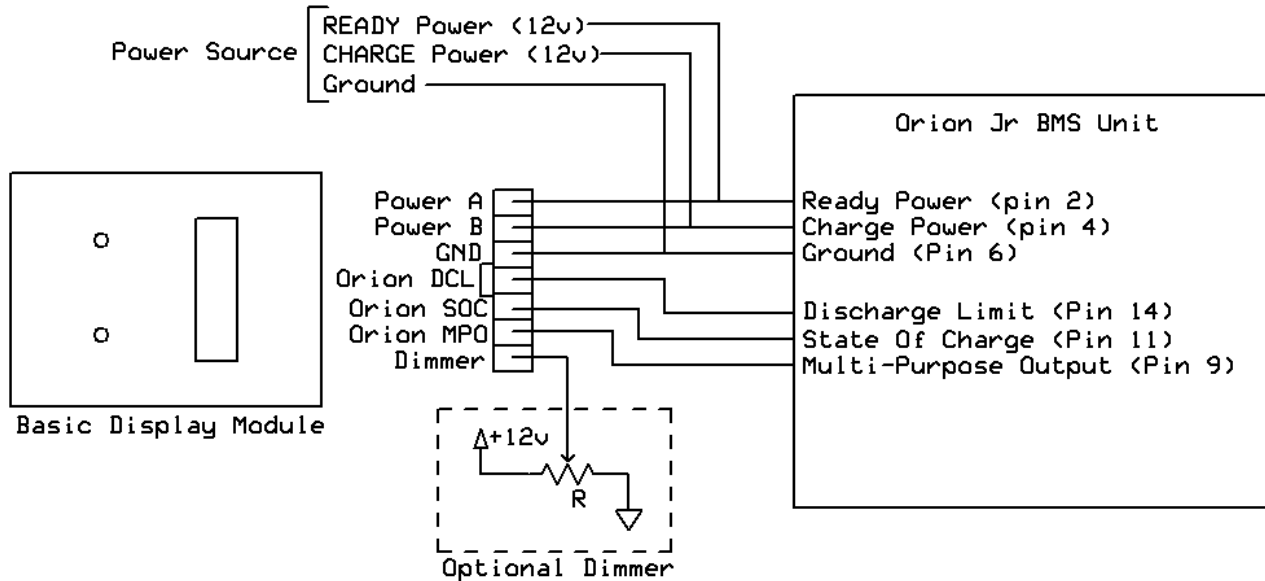 READY Power (12v)
Power Source
CHARGE Power (12v)
Ground
Orion Jr BMS Unit
Power A
Ready Power (pin 2)
Power B
Charge Power (pin 4)
GND
Ground (Pin 6)
Orion DCL
Orion SOC
Discharge Limit (Pin 14)
Orion MPO
State Of Charge (Pin 11)
Dimmer
Multi-Purpose Output (Pin 9)
Basic Display Module
+12v
R
Optional Dimmer